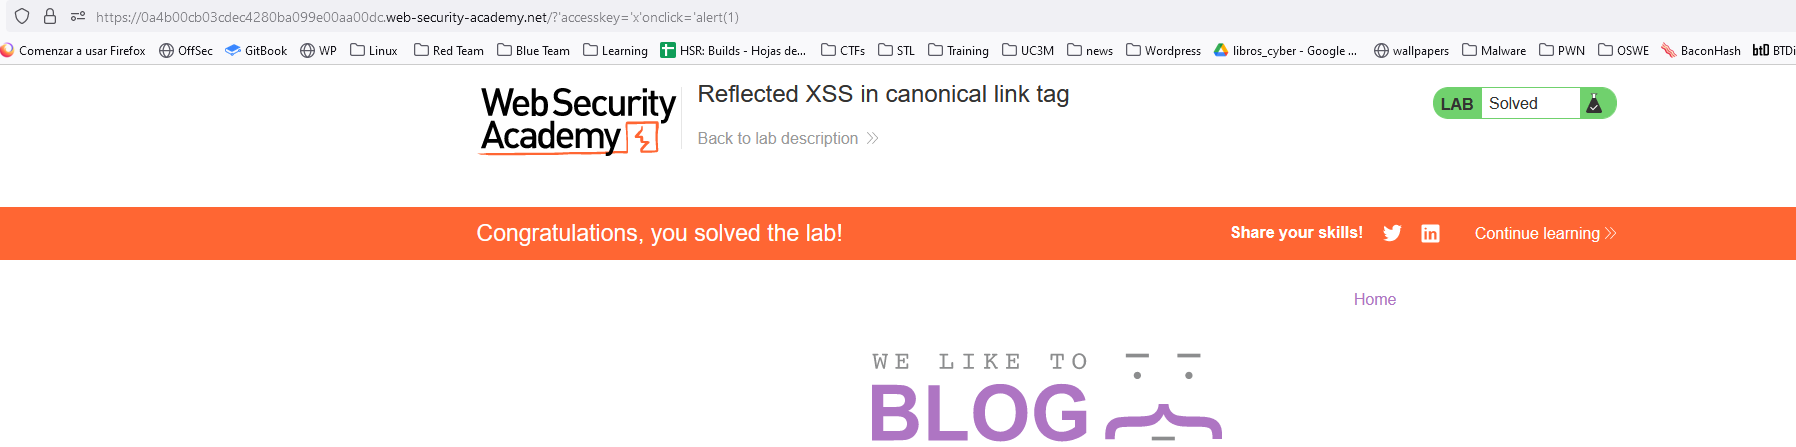 https://0a4b00cb03cdec4280ba099e00aa00dc.web-security-academy.net/?'accesskey='x'onclick='alert(1)
Comenzar a usar Firefox OffSec GitBook WP Linux Red Team Blue Team Learning HSR: Builds - Hojas de... CTFs STL Training UC3M news Wordpress libros_cyber - Google ... wallpapers Malware PWN OSWE BaconHash btD BTDi
Web Security
Academy
Reflected XSS in canonical link tag
Back to lab description
LAB Solved
Congratulations, you solved the lab!
Share your skills!
Continue learning
Home
WE LIKE TO
BLOG